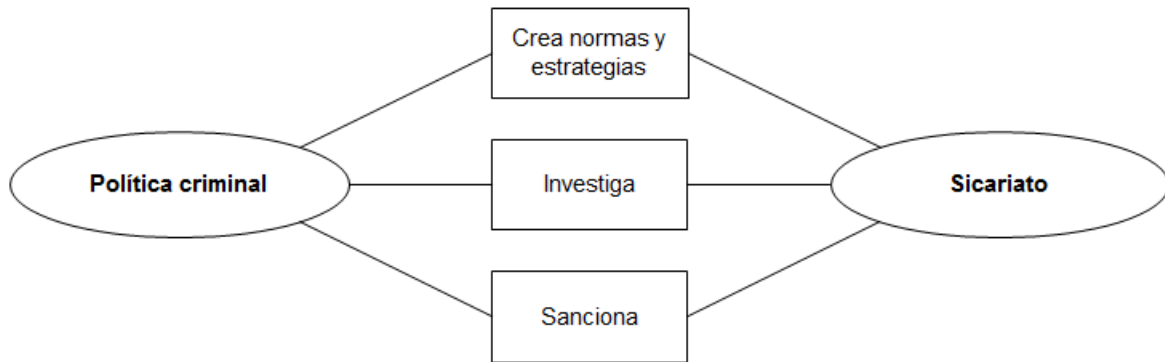 Crea normas y
estrategias
Política criminal
Investiga
Sicariato
Sanciona